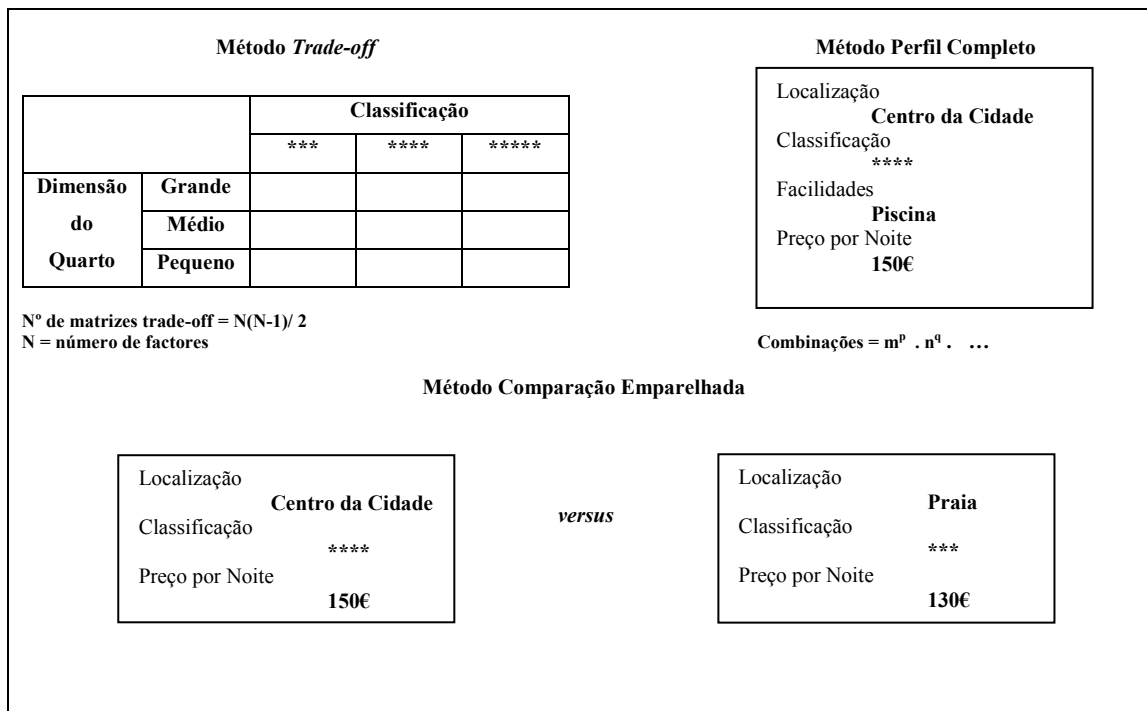 Método Trade-off
Classificação
*** **** *****
Dimensão do Quarto
Grande
Médio
Pequeno
Nº de matrizes trade-off = N(N-1)/ 2
N = número de factores
Método Perfil Completo
Localização
Centro da Cidade
Classificação
****
Facilidades
Piscina
Preço por Noite
150€
Combinações = mᵖ . nᑫ . …
Método Comparação Emparelhada
Localização
Centro da Cidade
Classificação
****
Preço por Noite
150€
versus
Localização
Praia
Classificação
***
Preço por Noite
130€